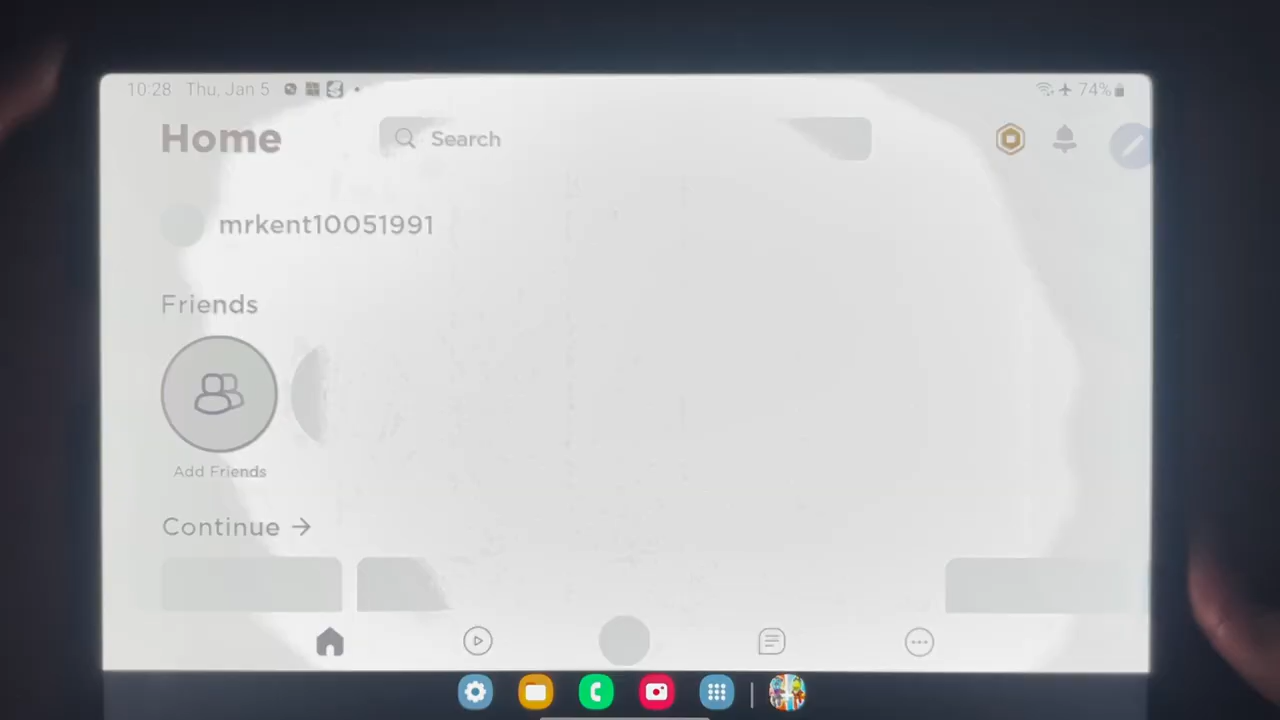 10:28 Thu, Jan 5 74%
Home
Search
mrkent10051991
Friends
Add Friends
Continue →